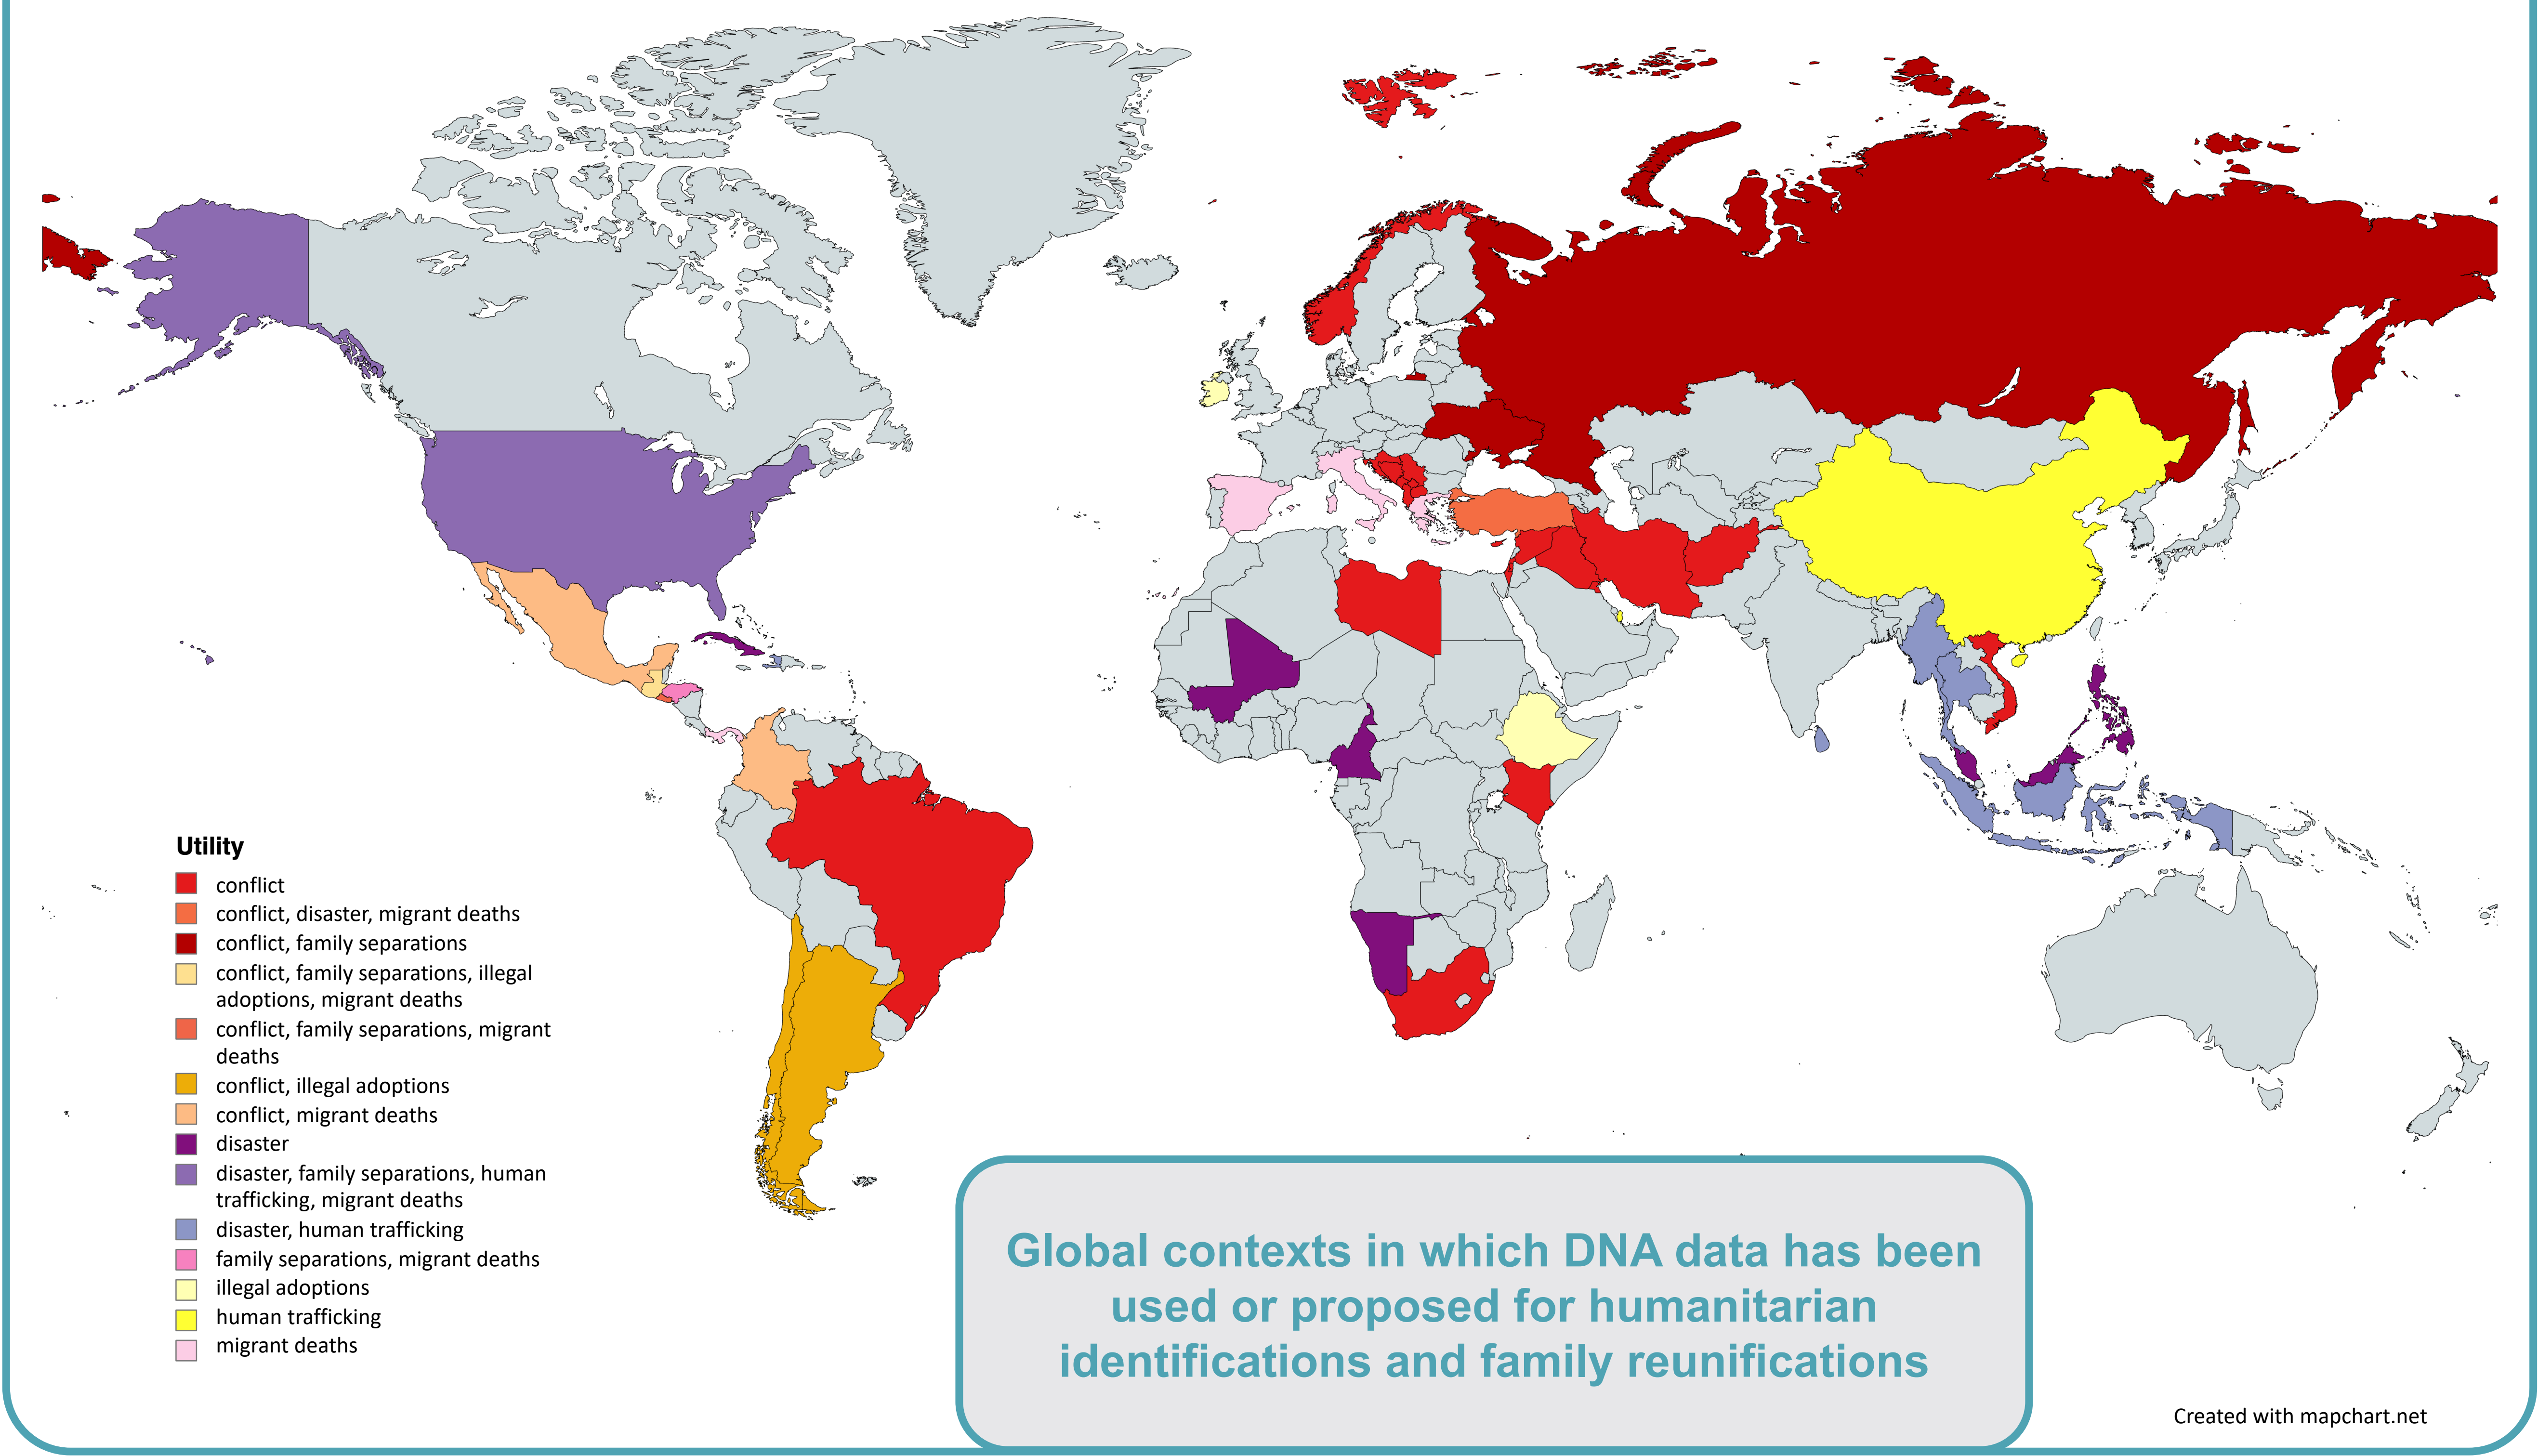 Utility
conflict
conflict, disaster, migrant deaths
conflict, family separations
conflict, family separations, illegal
adoptions, migrant deaths
conflict, family separations, migrant
deaths
conflict, illegal adoptions
conflict, migrant deaths
disaster
disaster, family separations, human
trafficking, migrant deaths
disaster, human trafficking
family separations, migrant deaths
illegal adoptions
human trafficking
migrant deaths
Global contexts in which DNA data has been
used or proposed for humanitarian
identifications and family reunifications
Created with mapchart.net